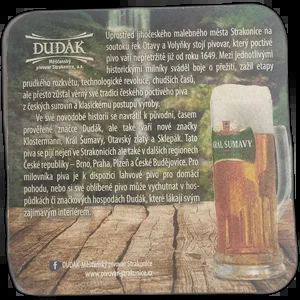 DUDÁK
Měšťanský
pivovar Strakonice, a.s.
Uprostřed jihočeského malebného města Strakonice na
soutoku řek Otavy a Volyňky stojí pivovar, který poctivé
pivo vaří nepřetržitě již od roku 1649. Mezi jednotlivými
historickými milníky sváděl boje o přežití, zažil etapy
prudkého rozkvětu, technologické revoluce, chudších časů,
ale přesto zůstal věrný své tradici poctivého českého piva
z českých surovin a klasickému postupu výroby.
Ve své novodobé historii se navrátil k původní, časem
prověřené značce Dudák, ale také vaří nové značky
Klostermann, Král Šumavy, Otavský zlatý a Sklepák. Tato
piva se pijí nejen ve Strakonicích ale také v dalších regionech
České republiky – Brno, Praha, Plzeň a České Budějovice. Pro
milovníka piva je k dispozici lahvové pivo pro domácí
pohodu, nebo si své oblíbené pivo může vychutnat v hos-
půdkách či značkových hospodách Dudák, které lákají svým
zajímavým interiérem.
KRÁL ŠUMAVY
DUDÁK-Měšťanský pivovar Strakonice
www.pivovar-strakonice.cz